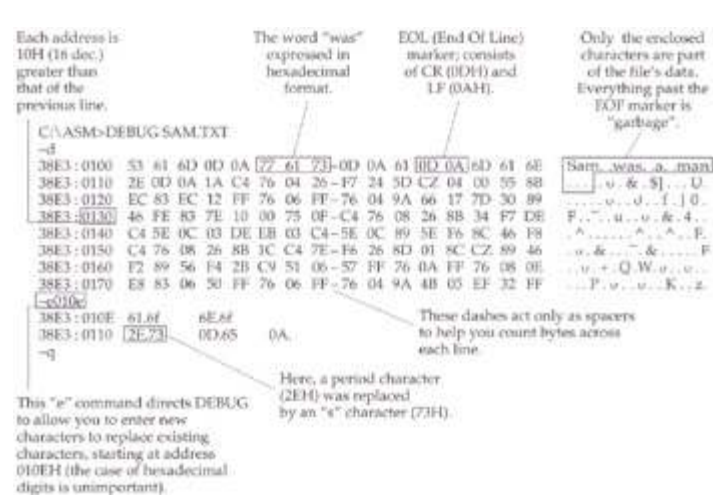 Each address is
10H (16 dec.)
greater than
that of the
previous line.
The word "was"
expressed in
hexadecimal
format.
EOL (End Of Line)
marker; consists
of CR (0DH) and
LF (0AH).
Only the enclosed
characters are part
of the file's data.
Everything past the
EOF marker is
"garbage".
C:\ASM>DEBUG SAM.TXT
-d
38E3:0100 53 61 6D 0D 0A 77 61 73-0D 0A 61 0D 0A 6D 61 6E Sam..was..a..man
38E3:0110 2E 0D 0A 1A C4 76 04 26-F7 24 5D CZ 04 00 55 8B
38E3:0120 EC 83 EC 12 FF 76 06 FF-76 04 9A 66 17 7D 30 89
38E3:0130 46 FE 83 7E 10 00 75 0F-C4 76 08 26 8B 34 F7 DE
38E3:0140 C4 5E 0C 03 DE EB 03 C4-5E 0C 89 5E F6 8C 46 F8
38E3:0150 C4 76 08 26 8B 3C C4 7E-F6 26 8D 01 8C CZ 89 46
38E3:0160 F2 89 56 F4 2B C9 51 06-57 FF 76 0A FF 76 08 0E
38E3:0170 E8 83 06 50 FF 76 06 FF-76 04 9A 4B 05 EF 32 FF
-e010e
38E3:010E 61.6f 6E.6f
38E3:0110 2E.73 0D.65 0A.
-q
These dashes act only as spacers
to help you count bytes across
each line.
Here, a period character
(2EH) was replaced
by an "s" character (73H).
This "e" command directs DEBUG
to allow you to enter new
characters to replace existing
characters, starting at address
010EH (the case of hexadecimal
digits is unimportant).